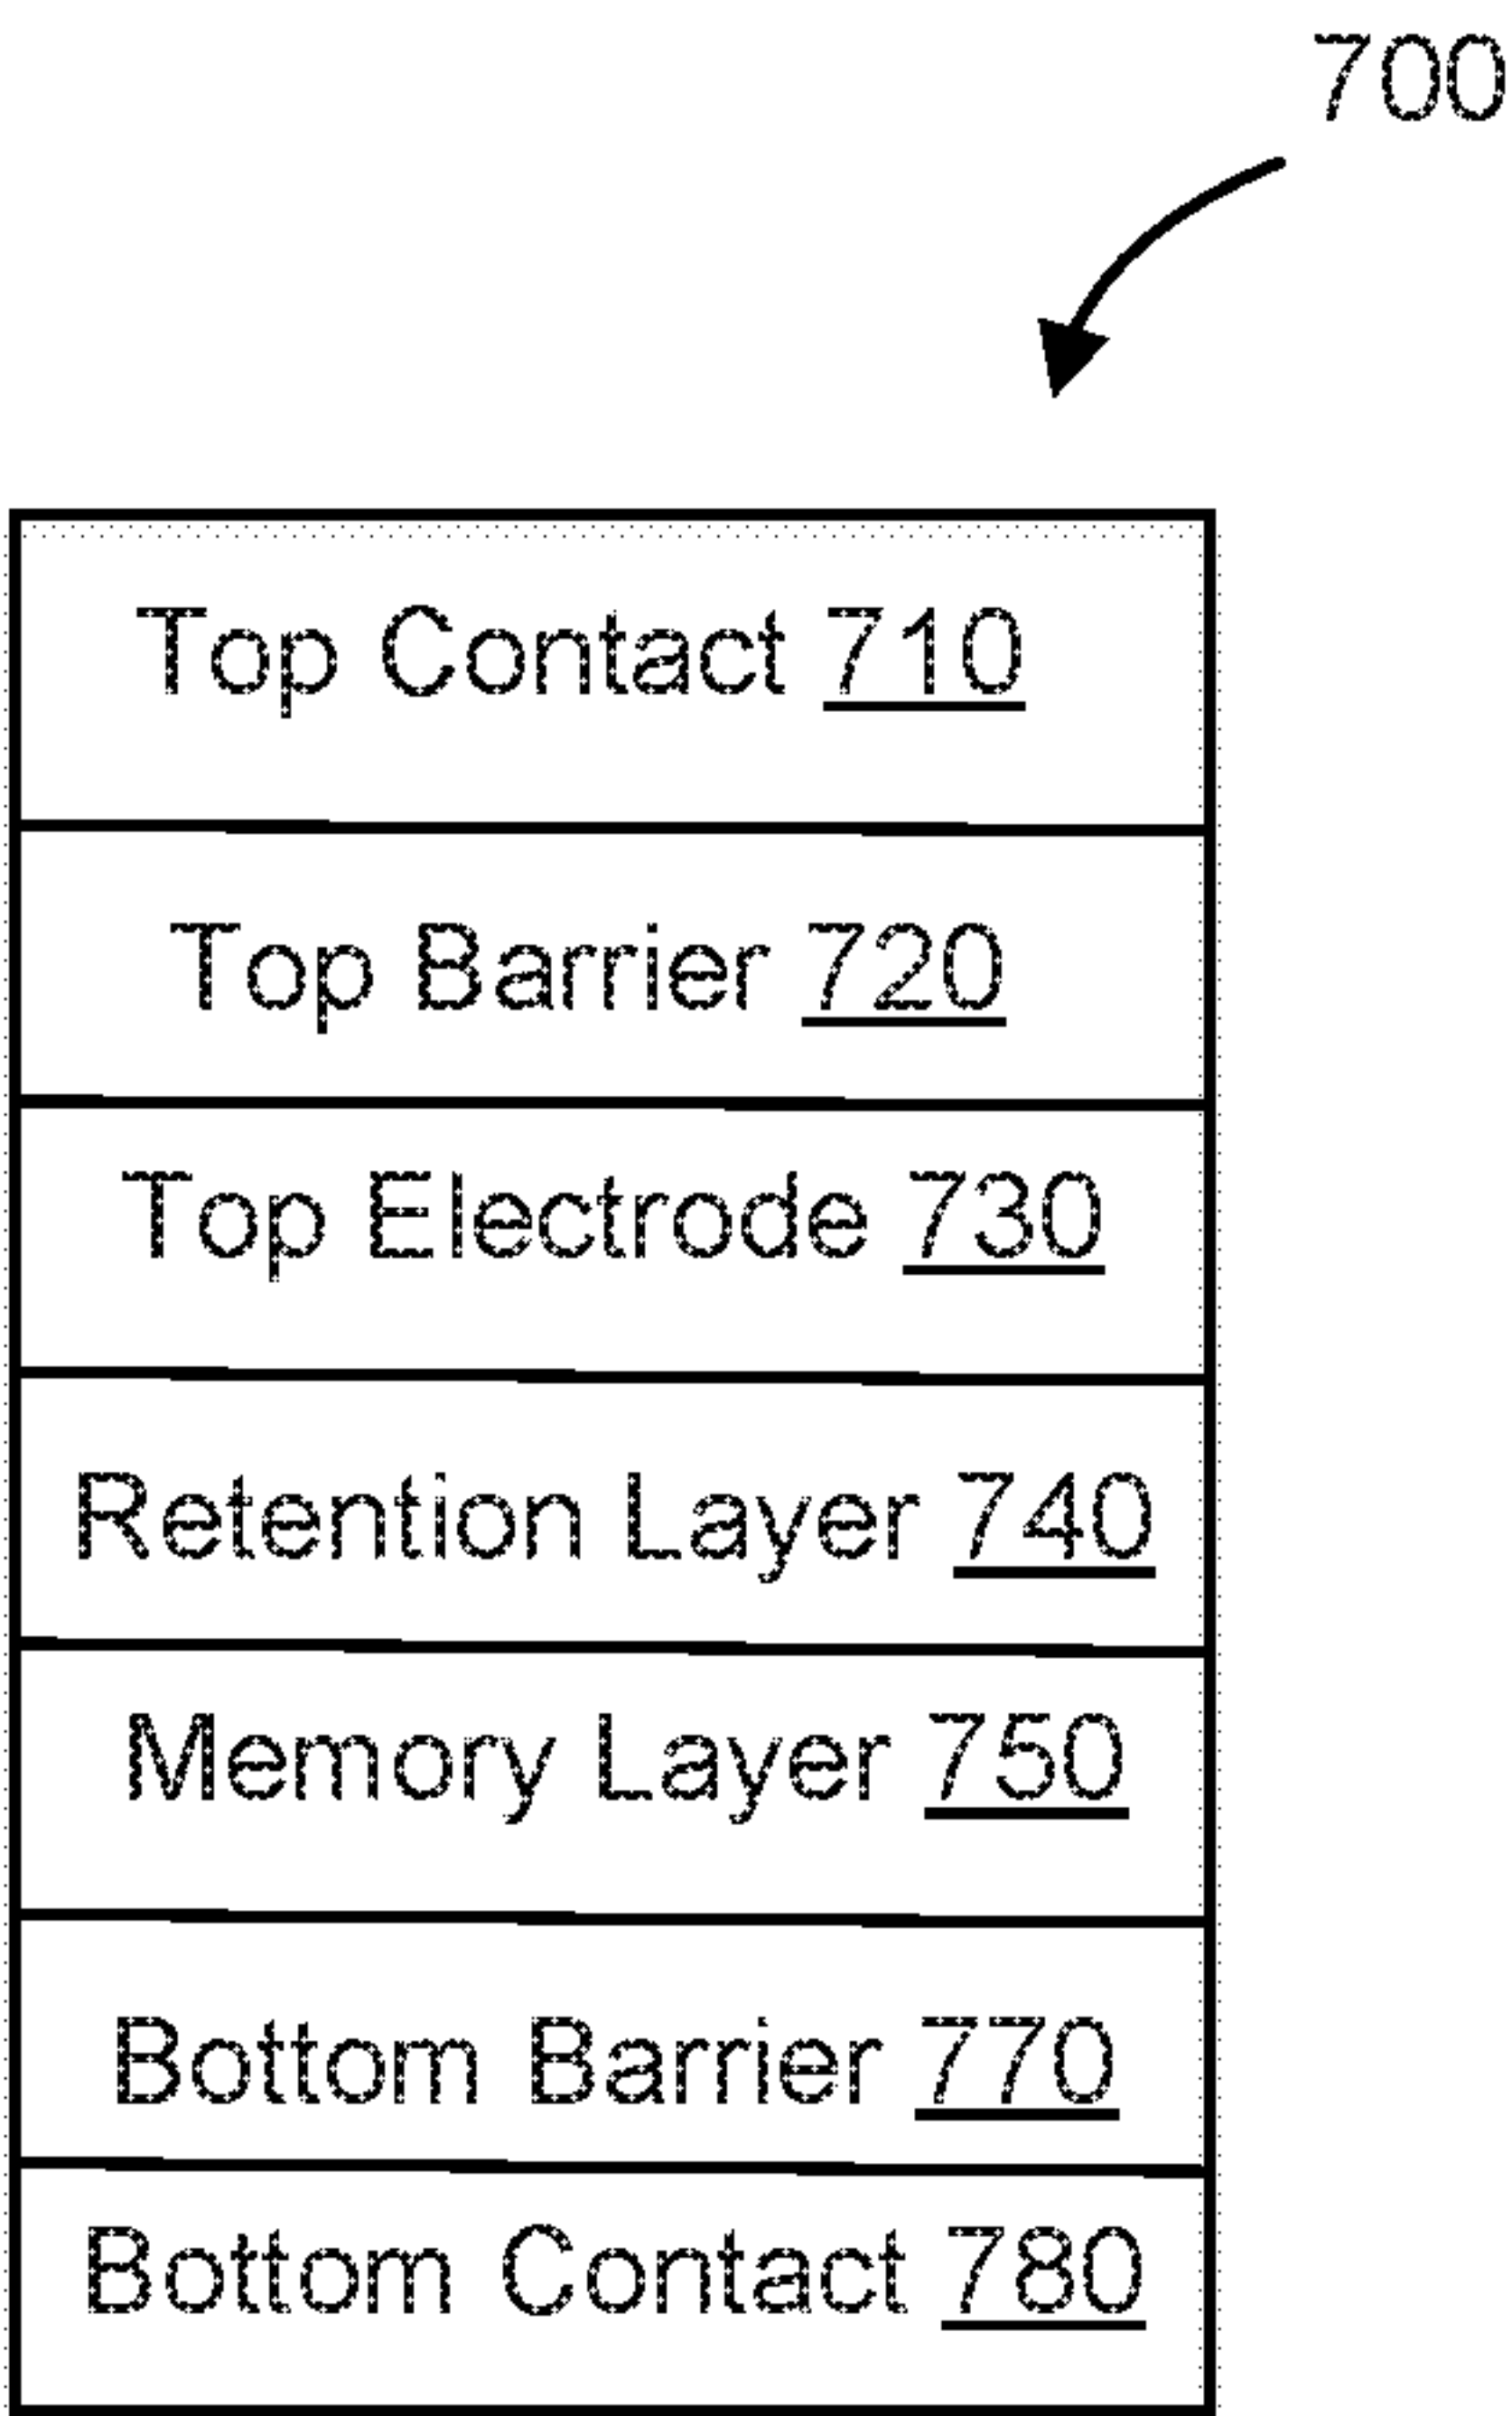 700
Top Contact 710
Top Barrier 720
Top Electrode 730
Retention Layer 740
Memory Layer 750
Bottom Barrier 770
Bottom Contact 780